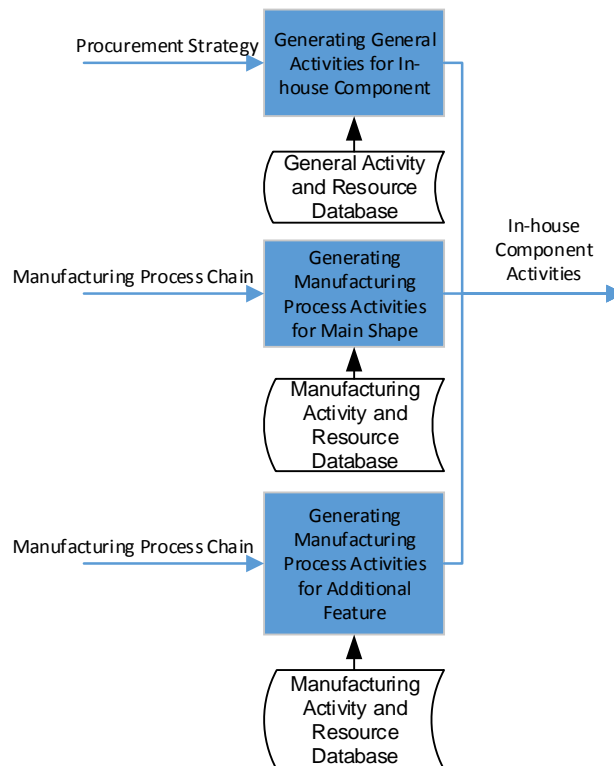 Procurement Strategy
Generating General
Activities for In-
house Component
General Activity
and Resource
Database
In-house
Component
Activities
Manufacturing Process Chain
Generating
Manufacturing
Process Activities
for Main Shape
Manufacturing
Activity and
Resource
Database
Manufacturing Process Chain
Generating
Manufacturing
Process Activities
for Additional
Feature
Manufacturing
Activity and
Resource
Database